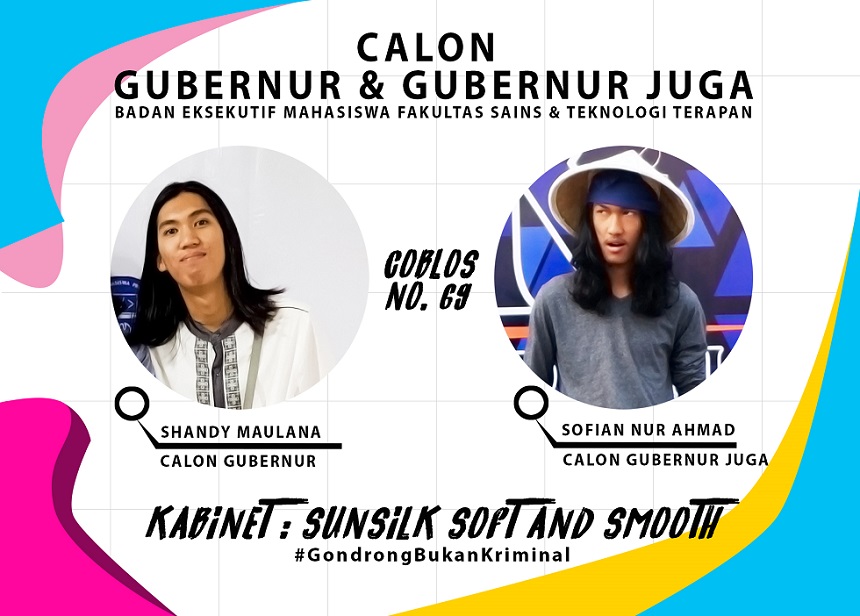 CALON
GUBERNUR & GUBERNUR JUGA
BADAN EKSEKUTIF MAHASISWA FAKULTAS SAINS & TEKNOLOGI TERAPAN
COBLOS
NO. 69
SHANDY MAULANA
CALON GUBERNUR
SOFIAN NUR AHMAD
CALON GUBERNUR JUGA
KABINET : SUNSILK SOFT AND SMOOTH
#GondrongBukanKriminal